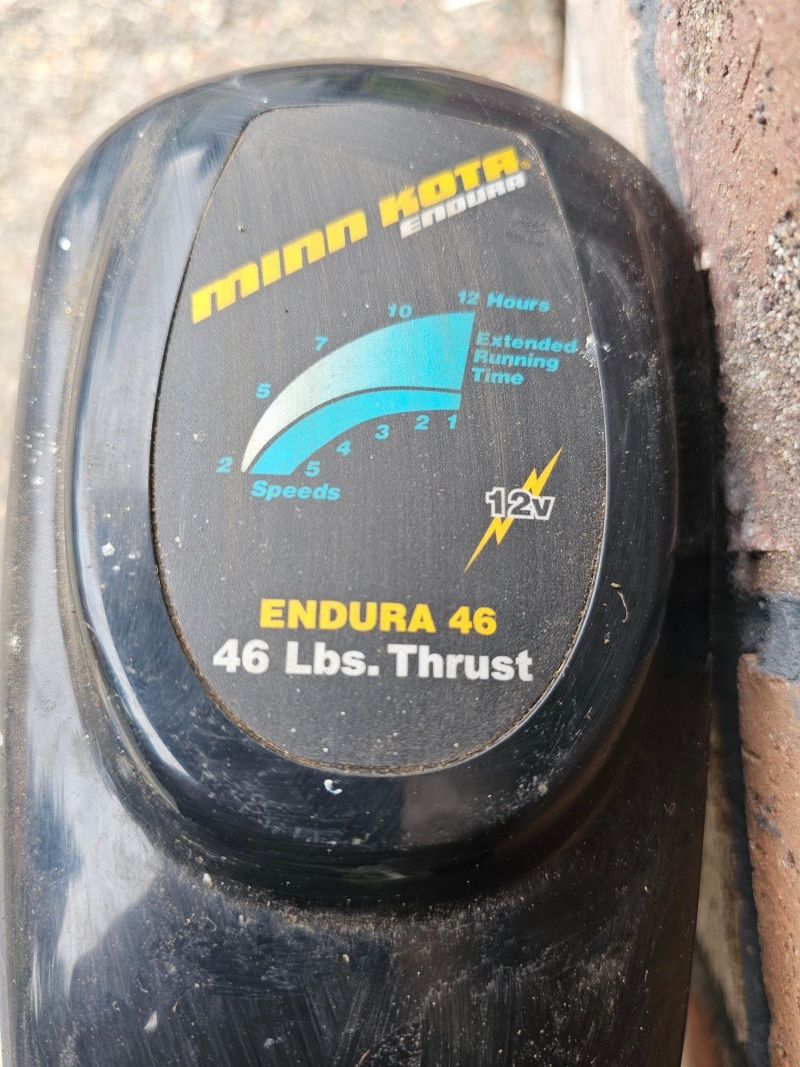 MINN KOTA®
ENDURA
12 Hours
10
7
5
2
Extended
Running
Time
1
2
3
4
5
Speeds
12v
ENDURA 46
46 Lbs. Thrust